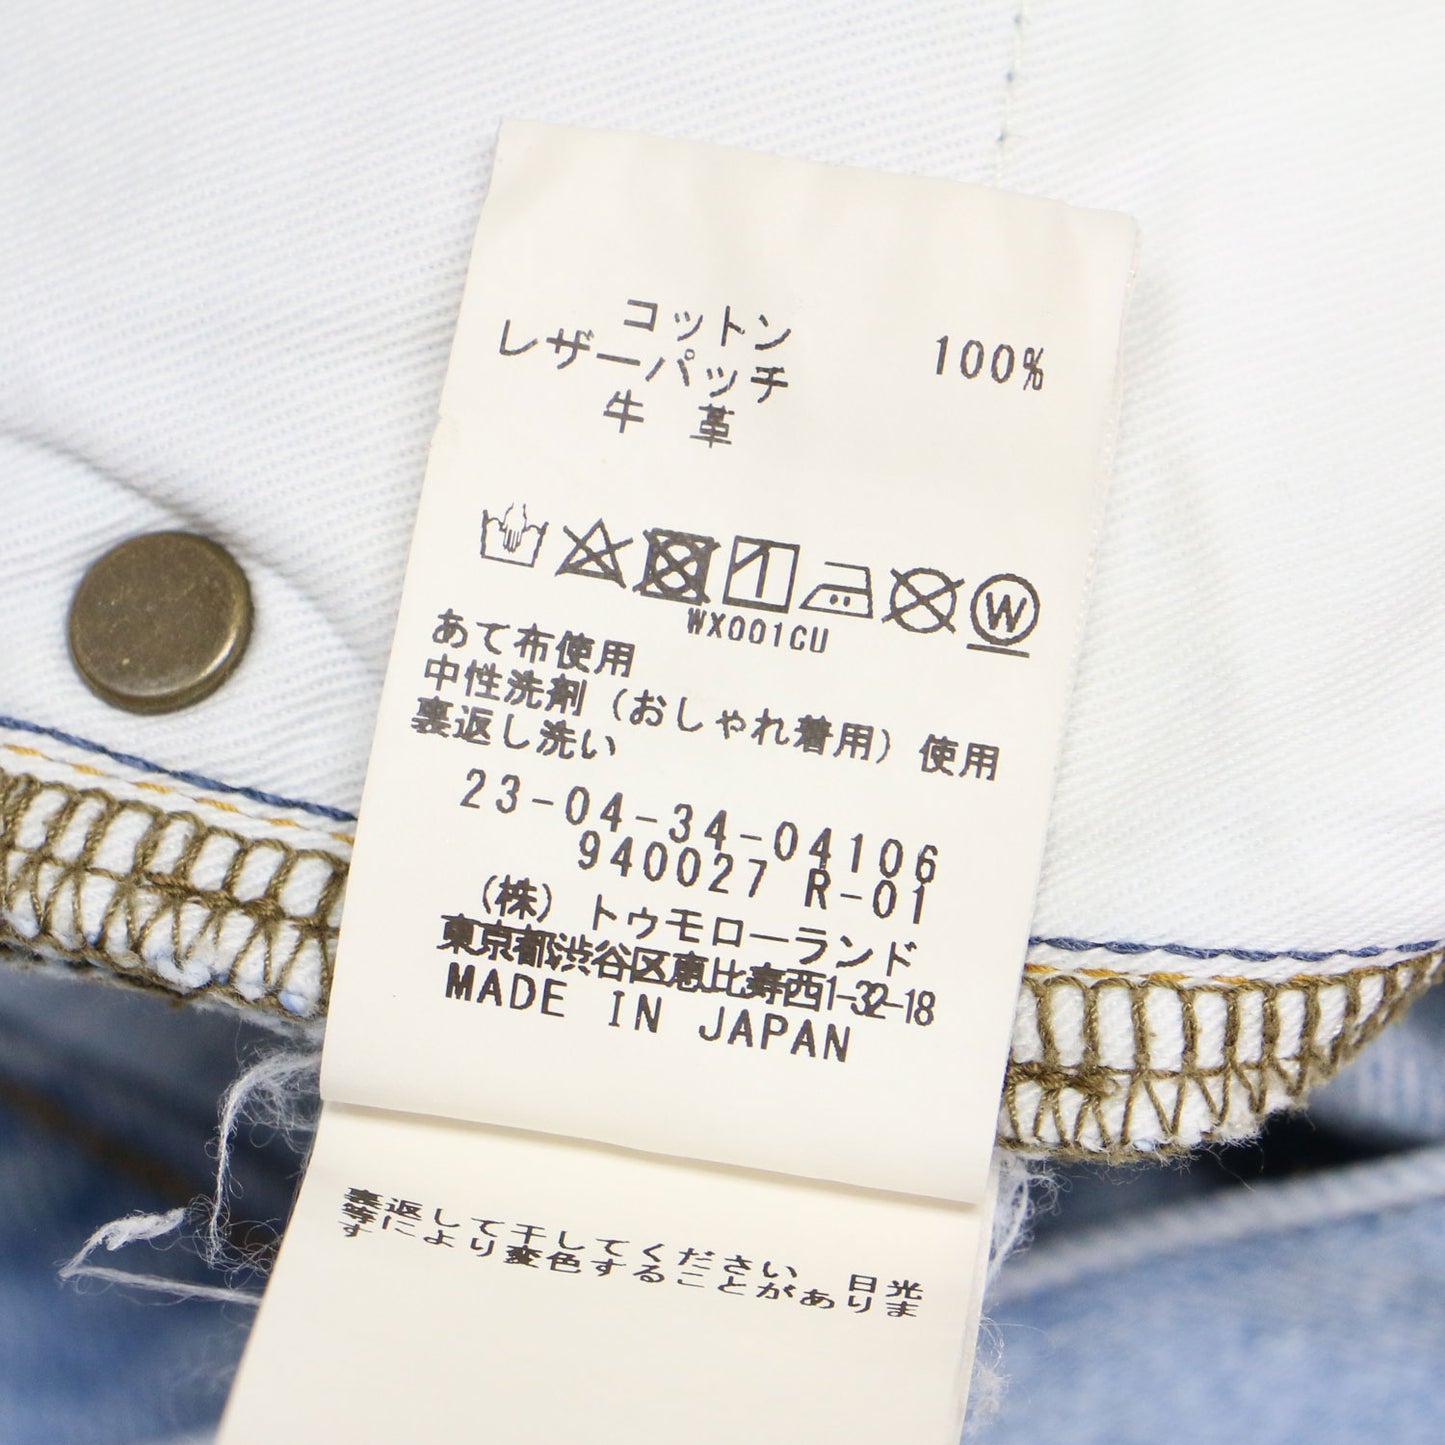 コットン 100%
レザーパッチ
牛 革
W
WX001CU
あて布使用
中性洗剤(おしゃれ着用)使用
裏返し洗い
23-04-34-04106
940027 R-01
(株)トゥモローランド
東京都渋谷区恵比寿西1-32-18
MADE IN JAPAN
裏返して干してください。 日光
等により変色することがありま
す